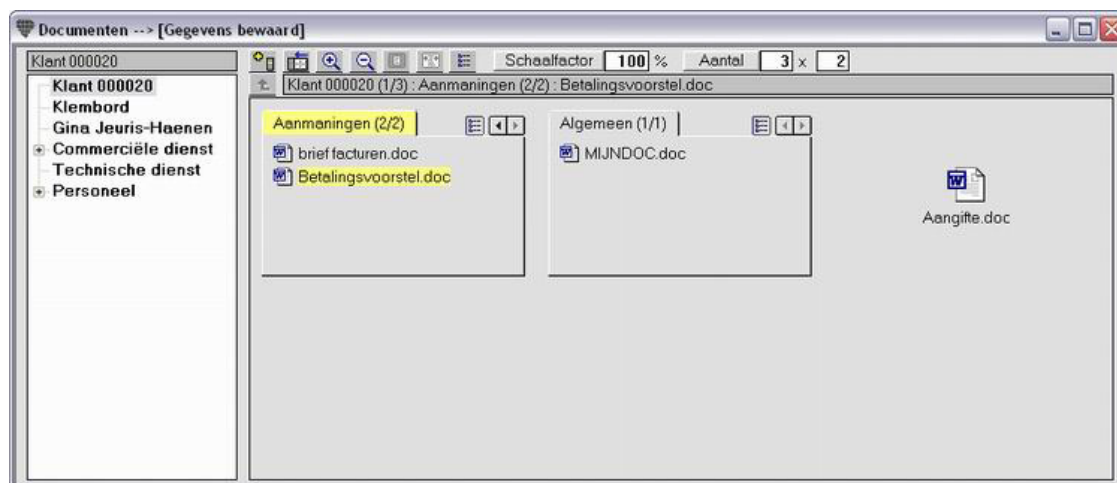 Documenten --> [Gegevens bewaard]
Klant 000020
Schaalfactor 100 % Aantal 3 x 2
Klant 000020 (1/3) : Aanmaningen (2/2) : Betalingsvoorstel.doc
Klant 000020
Klembord
Gina Jeuris-Haenen
Commerciële dienst
Technische dienst
Personeel
Aanmaningen (2/2)
brief facturen.doc
Betalingsvoorstel.doc
Algemeen (1/1)
MIJNDOC.doc
Aangifte.doc